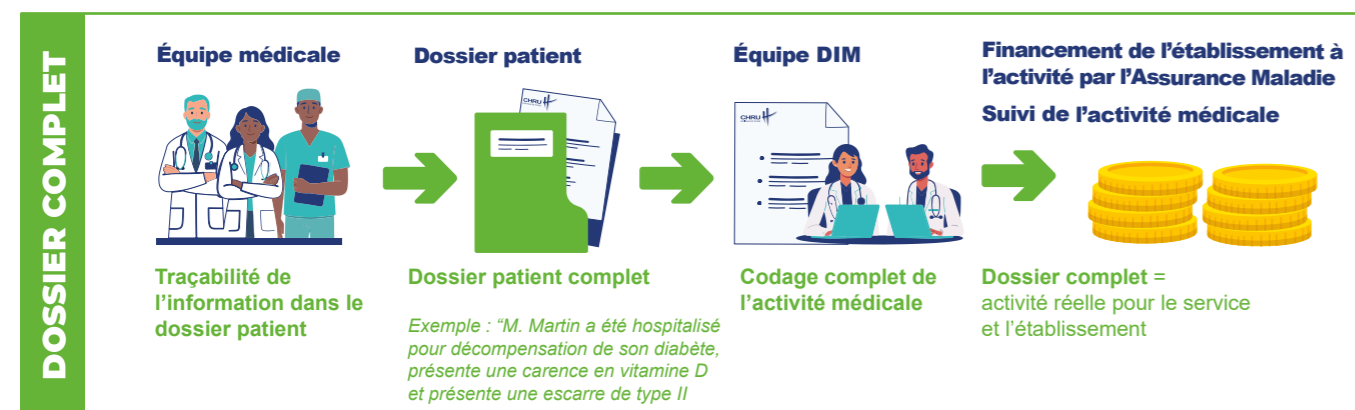 DOSSIER COMPLET
Équipe médicale
Traçabilité de
l'information dans le
dossier patient
Dossier patient
CHRU
Dossier patient complet
Exemple : “M. Martin a été hospitalisé
pour décompensation de son diabète,
présente une carence en vitamine D
et présente une escarre de type II
Équipe DIM
CHRU
Codage complet de
l'activité médicale
Financement de l'établissement à
l'activité par l'Assurance Maladie
Suivi de l'activité médicale
Dossier complet =
activité réelle pour le service
et l'établissement